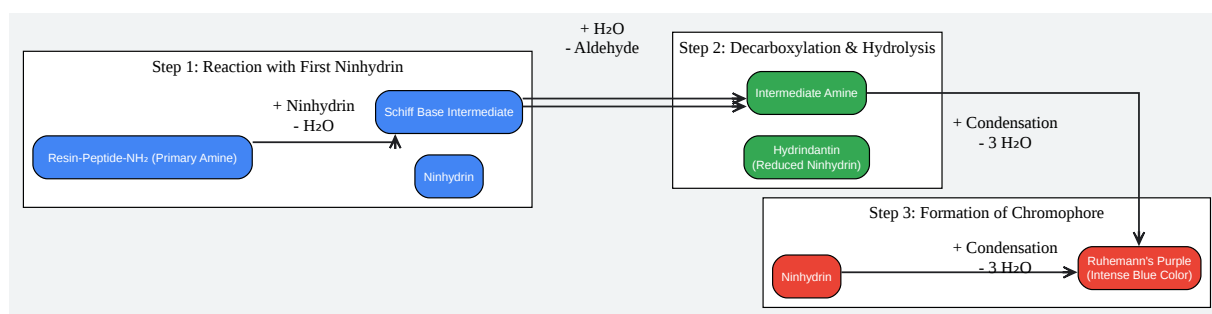 + H₂O
- Aldehyde
Step 1: Reaction with First Ninhydrin
+ Ninhydrin
- H₂O
Schiff Base Intermediate
Resin-Peptide-NH₂ (Primary Amine)
Ninhydrin
Step 2: Decarboxylation & Hydrolysis
Intermediate Amine
Hydrindantin
(Reduced Ninhydrin)
+ Condensation
- 3 H₂O
Step 3: Formation of Chromophore
+ Condensation
- 3 H₂O
Ninhydrin
Ruhemann's Purple
(Intense Blue Color)